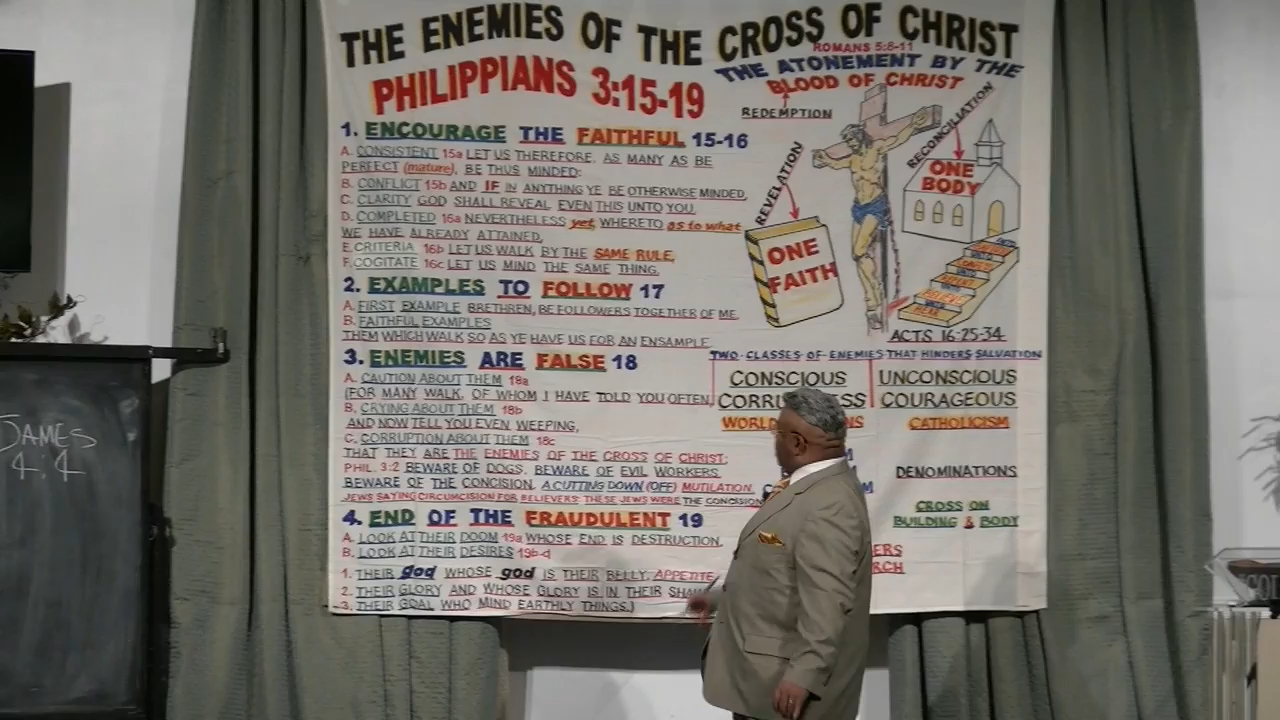 THE ENEMIES OF THE CROSS OF CHRIST
PHILIPPIANS 3:15-19
ROMANS 5:8-11
THE ATONEMENT BY THE
BLOOD OF CHRIST
REDEMPTION
REVELATION
RECONCILIATION
ONE
FAITH
ONE
BODY
ACTS 16:25-34
1. ENCOURAGE THE FAITHFUL 15-16
A. CONSISTENT 15a LET US THEREFORE, AS MANY AS BE
PERFECT (mature), BE THUS MINDED:
B. CONFLICT 15b AND IF IN ANYTHING YE BE OTHERWISE MINDED,
C. CLARITY GOD SHALL REVEAL EVEN THIS UNTO YOU.
D. COMPLETED 16a NEVERTHELESS yet, WHERETO as to what
WE HAVE ALREADY ATTAINED,
E. CRITERIA 16b LET US WALK BY THE SAME RULE,
F. COGITATE 16c LET US MIND THE SAME THING.
2. EXAMPLES TO FOLLOW 17
A. FIRST EXAMPLE BRETHREN, BE FOLLOWERS TOGETHER OF ME,
B. FAITHFUL EXAMPLES
THEM WHICH WALK SO AS YE HAVE US FOR AN ENSAMPLE.
3. ENEMIES ARE FALSE 18
A. CAUTION ABOUT THEM 18a
(FOR MANY WALK, OF WHOM I HAVE TOLD YOU OFTEN,
B. CRYING ABOUT THEM 18b
AND NOW TELL YOU EVEN WEEPING,
C. CORRUPTION ABOUT THEM 18c
THAT THEY ARE THE ENEMIES OF THE CROSS OF CHRIST:
PHIL. 3:2 BEWARE OF DOGS, BEWARE OF EVIL WORKERS,
BEWARE OF THE CONCISION, A CUTTING DOWN (OFF) MUTILATION.
JEWS SAYING CIRCUMCISION FOR BELIEVERS: THESE JEWS WERE THE CONCISION
4. END OF THE FRAUDULENT 19
A. LOOK AT THEIR DOOM 19a WHOSE END IS DESTRUCTION,
B. LOOK AT THEIR DESIRES 19b-d
1. THEIR god WHOSE god IS THEIR BELLY, APPETITE
2. THEIR GLORY AND WHOSE GLORY IS IN THEIR
3. THEIR GOAL WHO MIND EARTHLY THINGS.)
TWO CLASSES OF ENEMIES THAT HINDERS SALVATION
CONSCIOUS
WORLD
UNCONSCIOUS
COURAGEOUS
CATHOLICISM
DENOMINATIONS
CROSS ON
BUILDING & BODY
JAMES
4:4